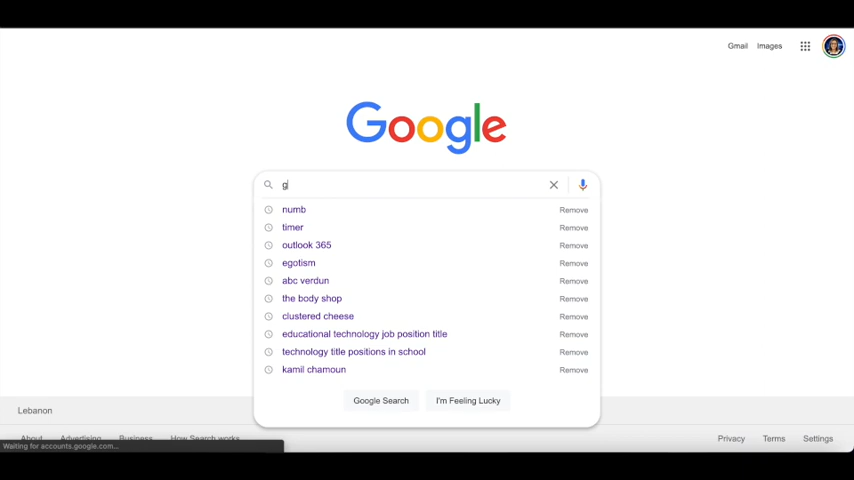 Gmail Images
Google
g
numb Remove
timer Remove
outlook 365 Remove
egotism Remove
abc verdun Remove
the body shop Remove
clustered cheese Remove
educational technology job position title Remove
technology title positions in school Remove
kamil chamoun Remove
Google Search I'm Feeling Lucky
Lebanon
About Advertising Business How Search works Privacy Terms Settings
Waiting for accounts.google.com...